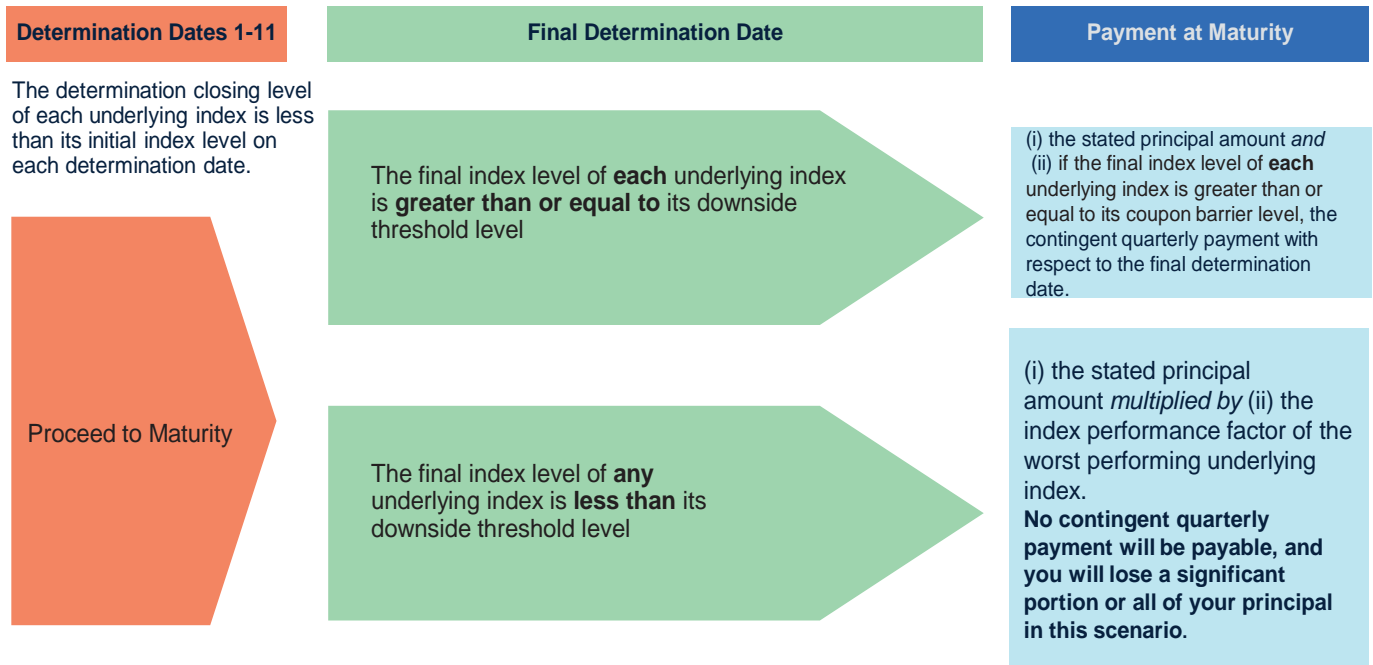 Determination Dates 1-11
Final Determination Date
Payment at Maturity
The determination closing level
of each underlying index is less
than its initial index level on
each determination date.
Proceed to Maturity
The final index level of each underlying index
is greater than or equal to its downside
threshold level
(i) the stated principal amount and
(ii) if the final index level of each
underlying index is greater than or
equal to its coupon barrier level, the
contingent quarterly payment with
respect to the final determination
date.
The final index level of any
underlying index is less than its
downside threshold level
(i) the stated principal
amount multiplied by (ii) the
index performance factor of the
worst performing underlying
index.
No contingent quarterly
payment will be payable, and
you will lose a significant
portion or all of your principal
in this scenario.